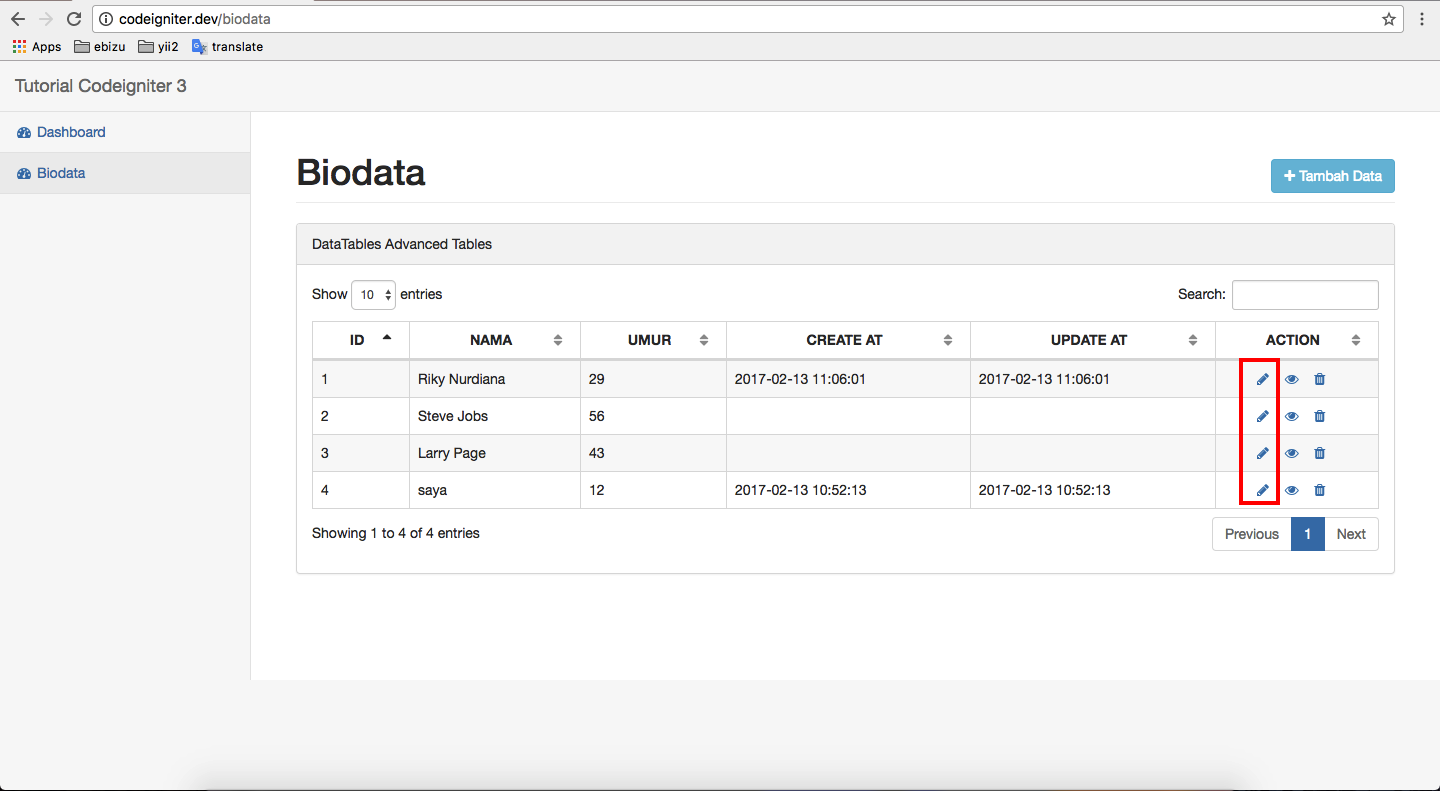 codeigniter.dev/biodata
Apps ebizu yii2 translate
Tutorial Codeigniter 3
Dashboard
Biodata
Biodata
+ Tambah Data
DataTables Advanced Tables
Show 10 entries Search:
ID NAMA UMUR CREATE AT UPDATE AT ACTION
1 Riky Nurdiana 29 2017-02-13 11:06:01 2017-02-13 11:06:01
2 Steve Jobs 56
3 Larry Page 43
4 saya 12 2017-02-13 10:52:13 2017-02-13 10:52:13
Showing 1 to 4 of 4 entries Previous 1 Next